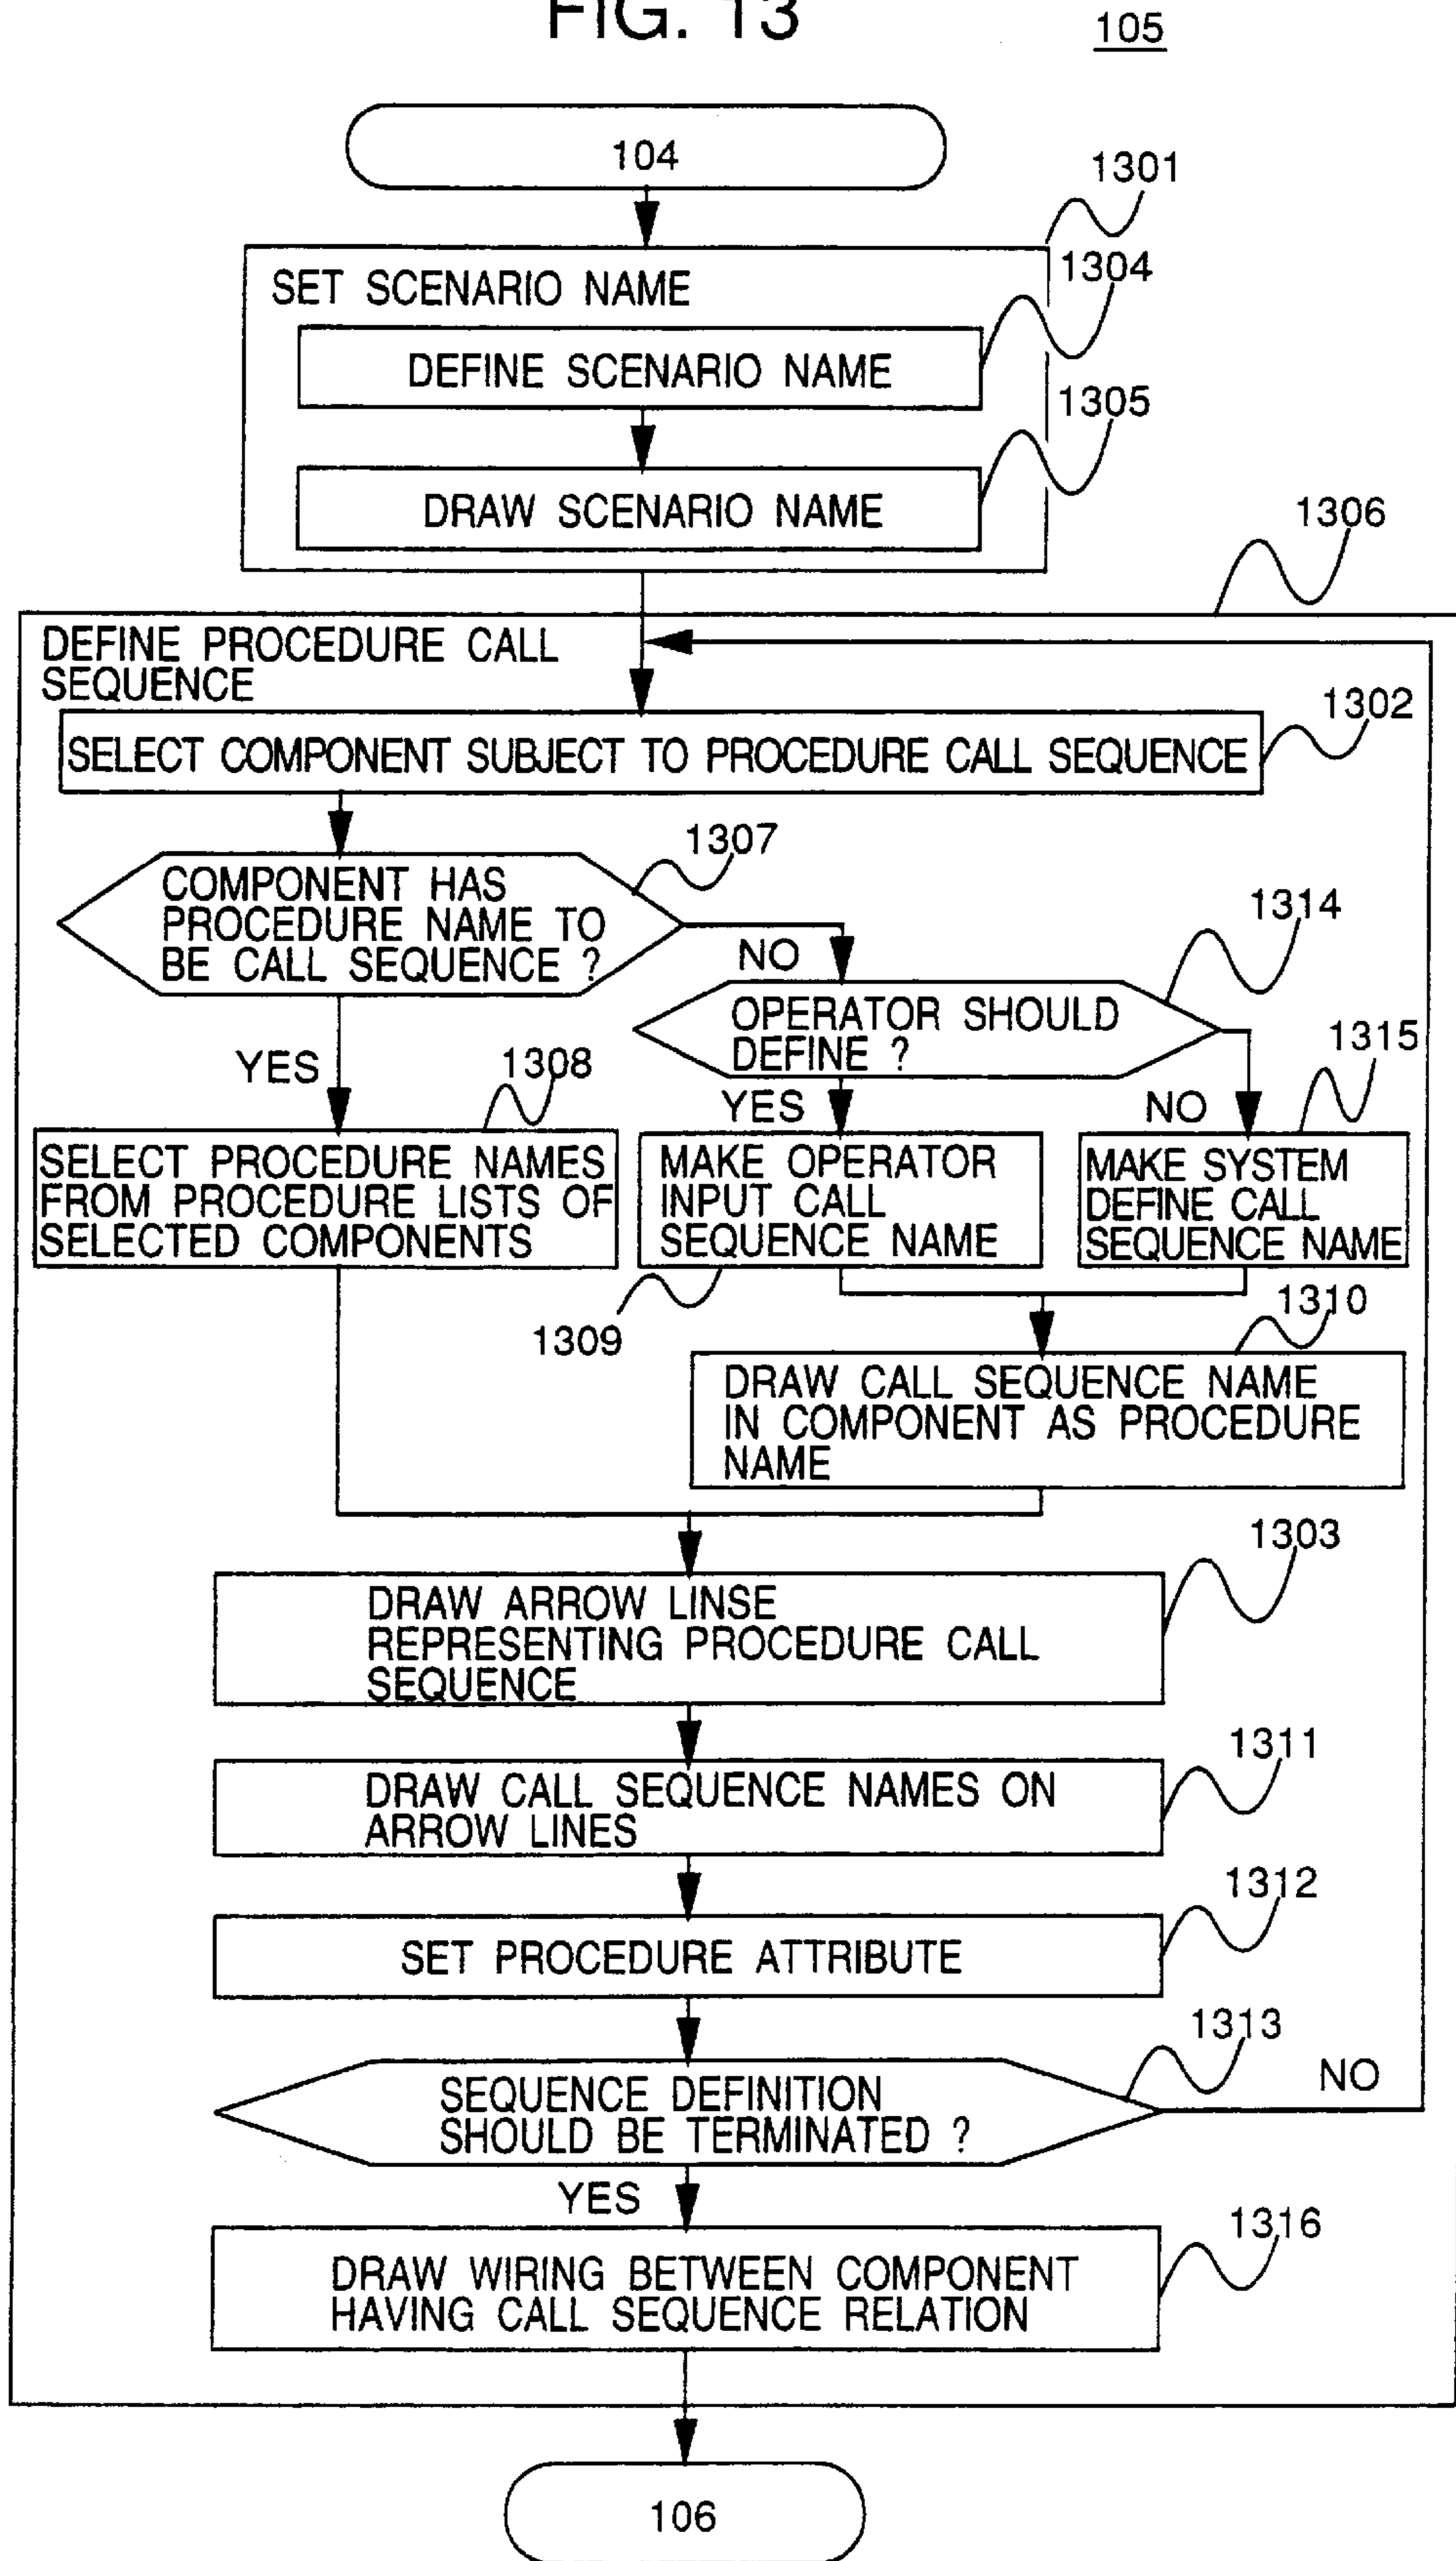 FIG. 13
105
104
1301
SET SCENARIO NAME
1304
DEFINE SCENARIO NAME
1305
DRAW SCENARIO NAME
1306
DEFINE PROCEDURE CALL
SEQUENCE
1302
SELECT COMPONENT SUBJECT TO PROCEDURE CALL SEQUENCE
1307
COMPONENT HAS
PROCEDURE NAME TO
BE CALL SEQUENCE ?
NO
1314
OPERATOR SHOULD
DEFINE ?
YES
1308
YES
NO
1315
SELECT PROCEDURE NAMES
FROM PROCEDURE LISTS OF
SELECTED COMPONENTS
MAKE OPERATOR
INPUT CALL
SEQUENCE NAME
MAKE SYSTEM
DEFINE CALL
SEQUENCE NAME
1309
1310
DRAW CALL SEQUENCE NAME
IN COMPONENT AS PROCEDURE
NAME
1303
DRAW ARROW LINSE
REPRESENTING PROCEDURE CALL
SEQUENCE
1311
DRAW CALL SEQUENCE NAMES ON
ARROW LINES
1312
SET PROCEDURE ATTRIBUTE
1313
SEQUENCE DEFINITION
SHOULD BE TERMINATED ?
NO
YES
1316
DRAW WIRING BETWEEN COMPONENT
HAVING CALL SEQUENCE RELATION
106